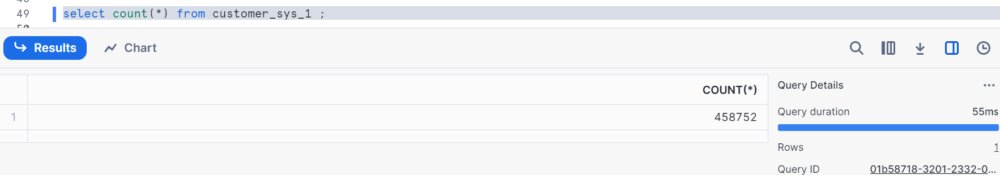 49 select count(*) from customer_sys_1 ;
Results Chart
COUNT(*)
1 458752
Query Details
Query duration 55ms
Rows 1
Query ID 01b58718-3201-2332-0...